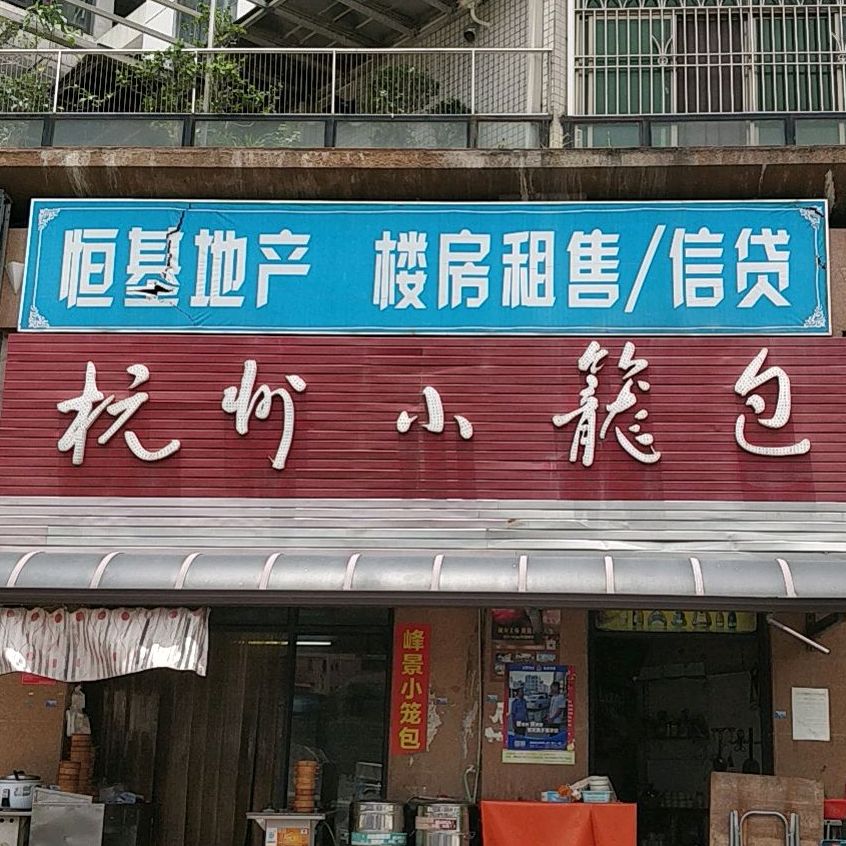 恒基地产 楼房租售/信贷
杭州小籠包
峰景小笼包